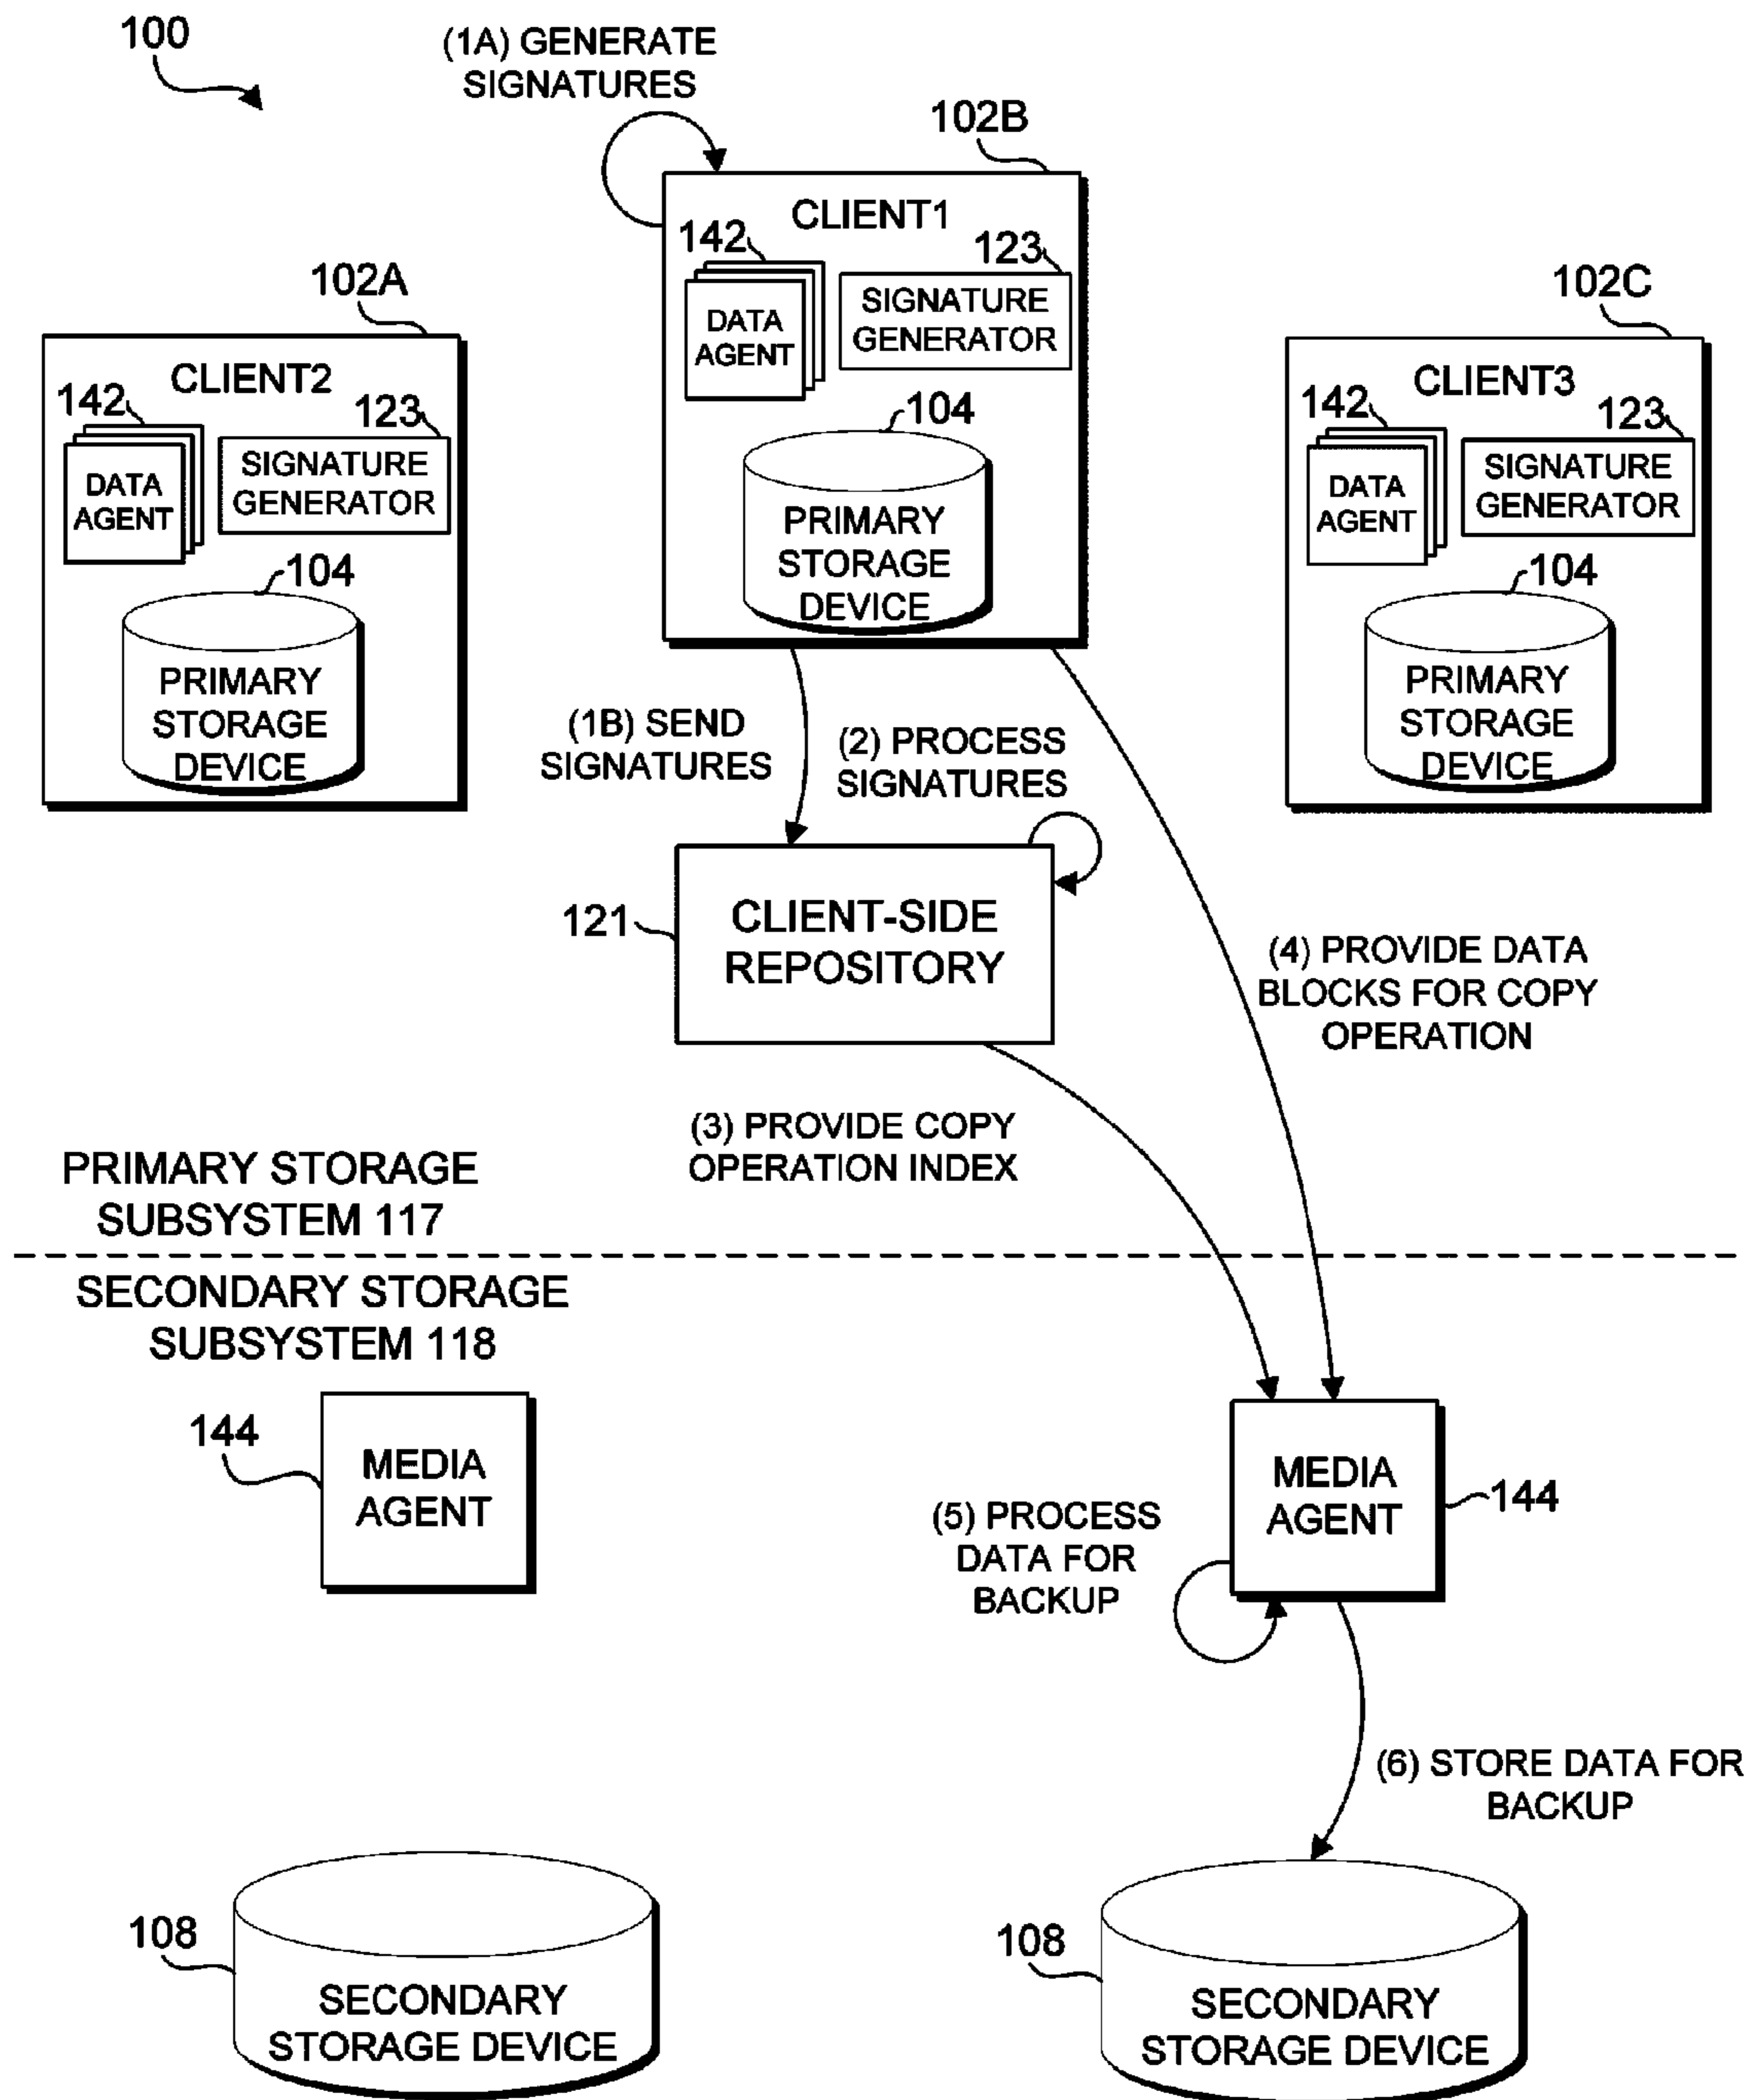 100
(1A) GENERATE
SIGNATURES
102B
CLIENT1
142
123
DATA
AGENT
SIGNATURE
GENERATOR
104
PRIMARY
STORAGE
DEVICE
102A
CLIENT2
142
123
DATA
AGENT
SIGNATURE
GENERATOR
104
PRIMARY
STORAGE
DEVICE
102C
CLIENT3
142
123
DATA
AGENT
SIGNATURE
GENERATOR
104
PRIMARY
STORAGE
DEVICE
(1B) SEND
SIGNATURES
(2) PROCESS
SIGNATURES
121
CLIENT-SIDE
REPOSITORY
(4) PROVIDE DATA
BLOCKS FOR COPY
OPERATION
(3) PROVIDE COPY
OPERATION INDEX
PRIMARY STORAGE
SUBSYSTEM 117
SECONDARY STORAGE
SUBSYSTEM 118
144
MEDIA
AGENT
MEDIA
AGENT
144
(5) PROCESS
DATA FOR
BACKUP
(6) STORE DATA FOR
BACKUP
108
SECONDARY
STORAGE DEVICE
108
SECONDARY
STORAGE DEVICE